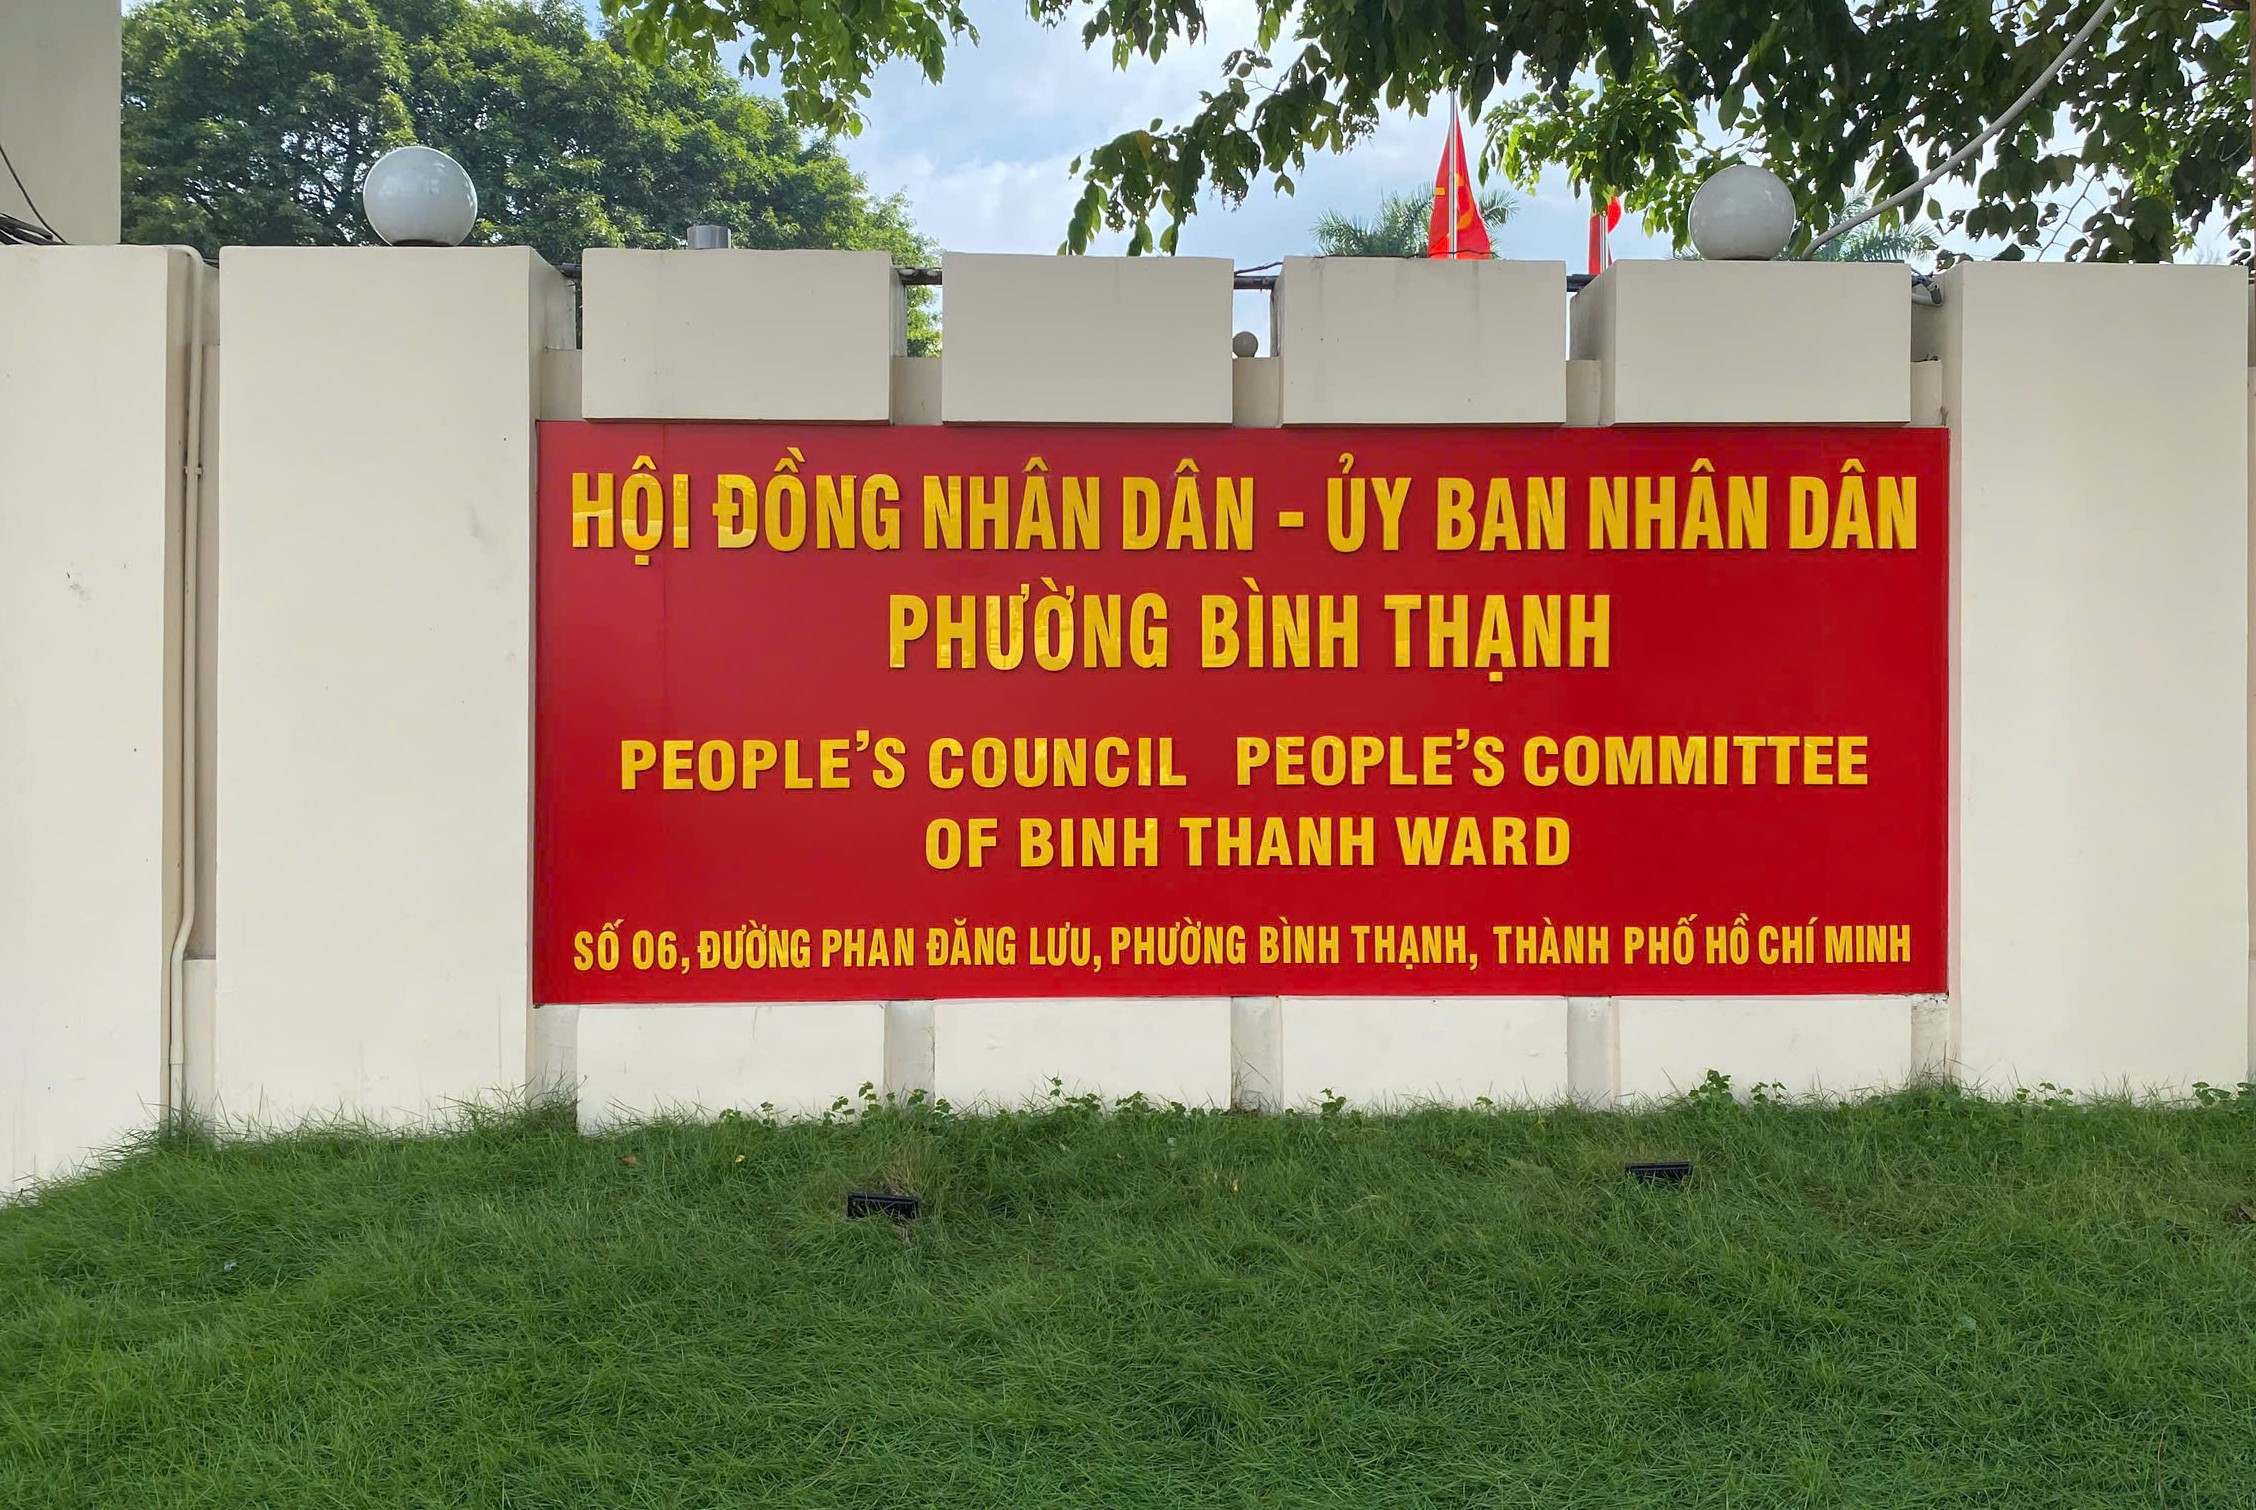 HỘI ĐỒNG NHÂN DÂN - ỦY BAN NHÂN DÂN
PHƯỜNG BÌNH THẠNH
PEOPLE'S COUNCIL PEOPLE'S COMMITTEE
OF BINH THANH WARD
SỐ 06, ĐƯỜNG PHAN ĐĂNG LƯU, PHƯỜNG BÌNH THẠNH, THÀNH PHỐ HỒ CHÍ MINH